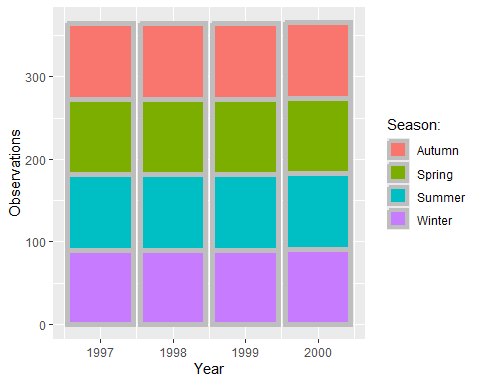 Observations
300
200
100
0
1997 1998 1999 2000
Year
Season:
Autumn
Spring
Summer
Winter